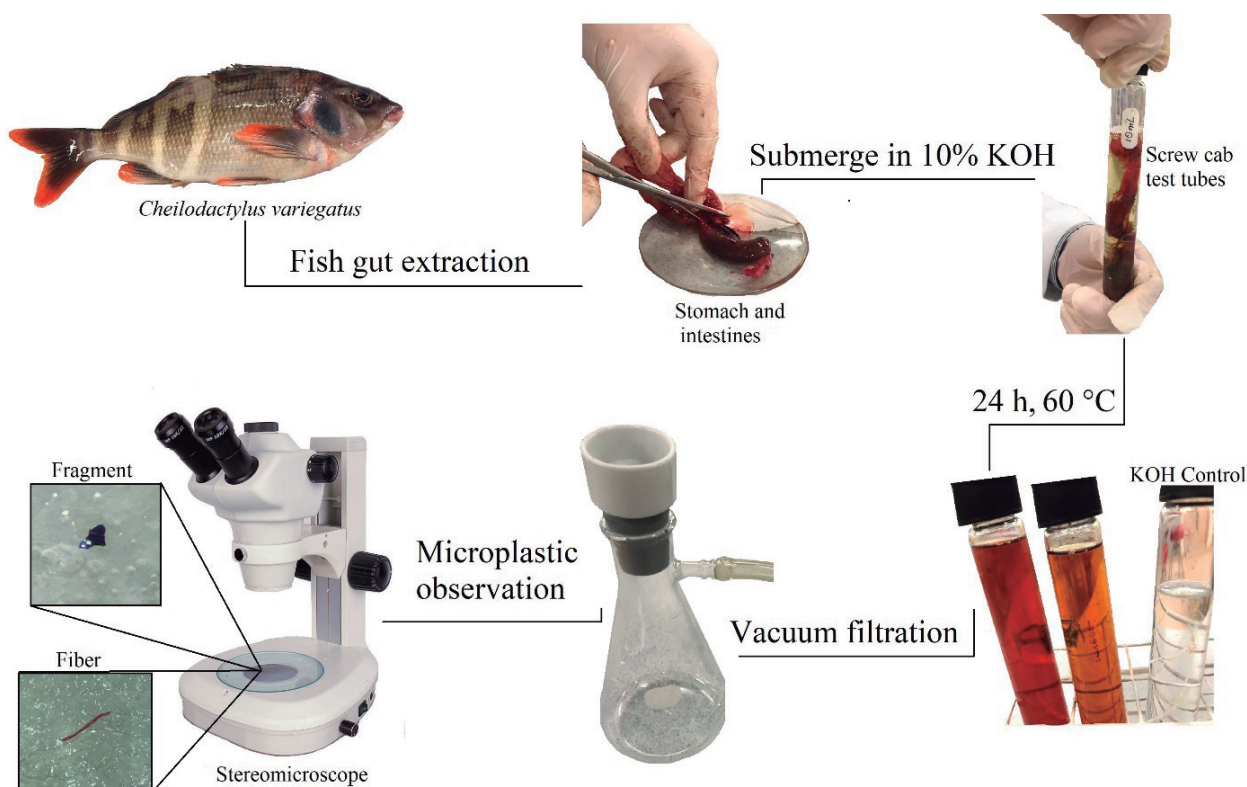 Cheilodactylus variegatus
Fish gut extraction
Stomach and
intestines
Submerge in 10% KOH
Screw cab
test tubes
24 h, 60 °C
KOH Control
Vacuum filtration
Microplastic
observation
Fragment
Fiber
Stereomicroscope